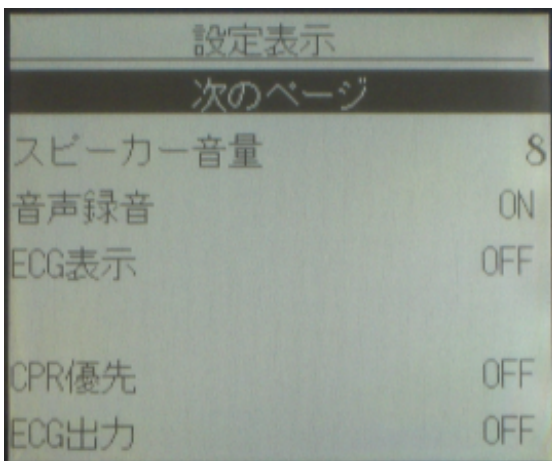 設定表示
次のページ
スピーカー音量 8
音声録音 ON
ECG表示 OFF
CPR優先 OFF
ECG出力 OFF